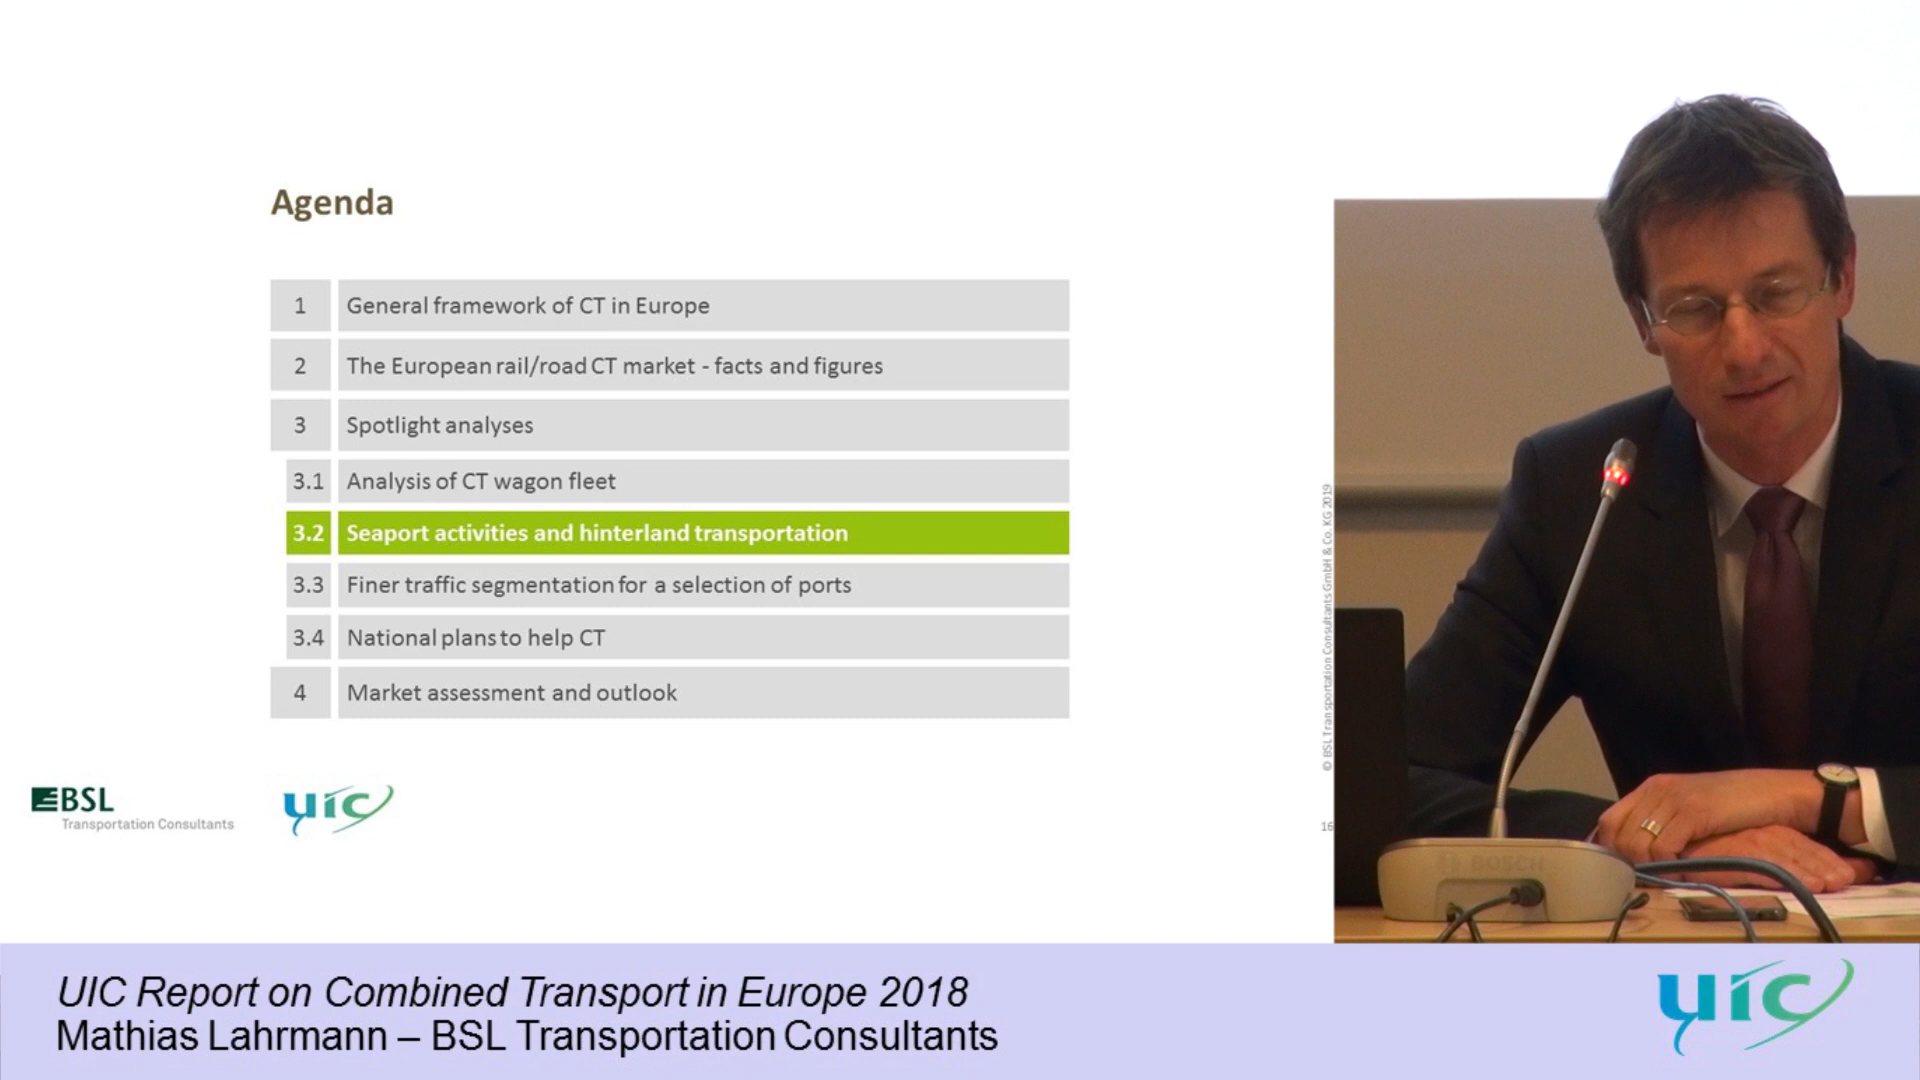 Agenda
1 General framework of CT in Europe
2 The European rail/road CT market - facts and figures
3 Spotlight analyses
3.1 Analysis of CT wagon fleet
3.2 Seaport activities and hinterland transportation
3.3 Finer traffic segmentation for a selection of ports
3.4 National plans to help CT
4 Market assessment and outlook
© BSL Transportation Consultants GmbH & Co. KG 2019
16
BSL
Transportation Consultants
uic
BOSCH
UIC Report on Combined Transport in Europe 2018
Mathias Lahrmann – BSL Transportation Consultants
uic